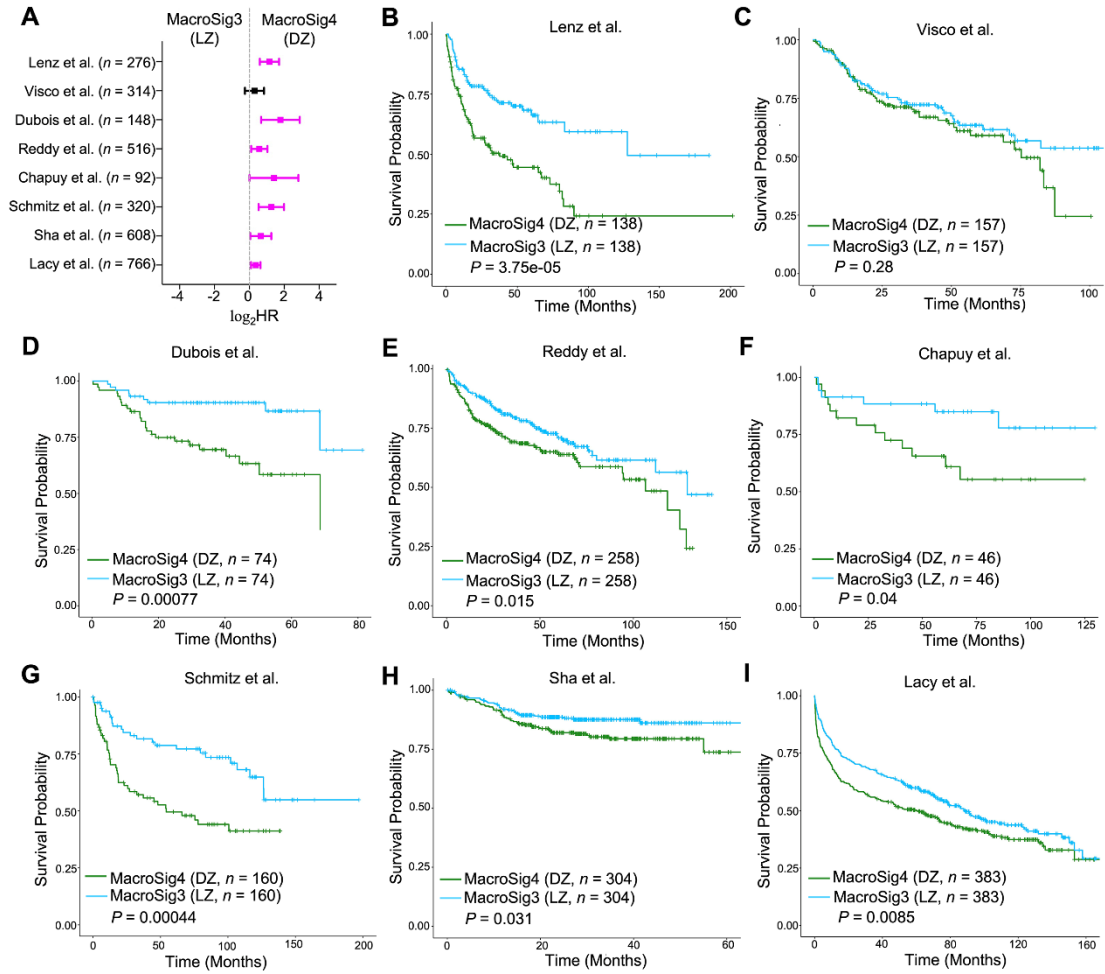 A
MacroSig3
(LZ)
MacroSig4
(DZ)
Lenz et al. (n = 276)
Visco et al. (n = 314)
Dubois et al. (n = 148)
Reddy et al. (n = 516)
Chapuy et al. (n = 92)
Schmitz et al. (n = 320)
Sha et al. (n = 608)
Lacy et al. (n = 766)
-4 -2 0 2 4
log₂HR
B
Lenz et al.
Survival Probability
1.00
0.75
0.50
0.25
0.00
MacroSig4 (DZ, n = 138)
MacroSig3 (LZ, n = 138)
P = 3.75e-05
0 50 100 150 200
Time (Months)
C
Visco et al.
Survival Probability
1.00
0.75
0.50
0.25
0.00
MacroSig4 (DZ, n = 157)
MacroSig3 (LZ, n = 157)
P = 0.28
0 25 50 75 100
Time (Months)
D
Dubois et al.
Survival Probability
1.00
0.75
0.50
0.25
0.00
MacroSig4 (DZ, n = 74)
MacroSig3 (LZ, n = 74)
P = 0.00077
0 20 40 60 80
Time (Months)
E
Reddy et al.
Survival Probability
1.00
0.75
0.50
0.25
0.00
MacroSig4 (DZ, n = 258)
MacroSig3 (LZ, n = 258)
P = 0.015
0 50 100 150
Time (Months)
F
Chapuy et al.
Survival Probability
1.00
0.75
0.50
0.25
0.00
MacroSig4 (DZ, n = 46)
MacroSig3 (LZ, n = 46)
P = 0.04
0 25 50 75 100 125
Time (Months)
G
Schmitz et al.
Survival Probability
1.00
0.75
0.50
0.25
0.00
MacroSig4 (DZ, n = 160)
MacroSig3 (LZ, n = 160)
P = 0.00044
0 50 100 150 200
Time (Months)
H
Sha et al.
Survival Probability
1.00
0.75
0.50
0.25
0.00
MacroSig4 (DZ, n = 304)
MacroSig3 (LZ, n = 304)
P = 0.031
0 20 40 60
Time (Months)
I
Lacy et al.
Survival Probability
1.00
0.75
0.50
0.25
0.00
MacroSig4 (DZ, n = 383)
MacroSig3 (LZ, n = 383)
P = 0.0085
0 40 80 120 160
Time (Months)